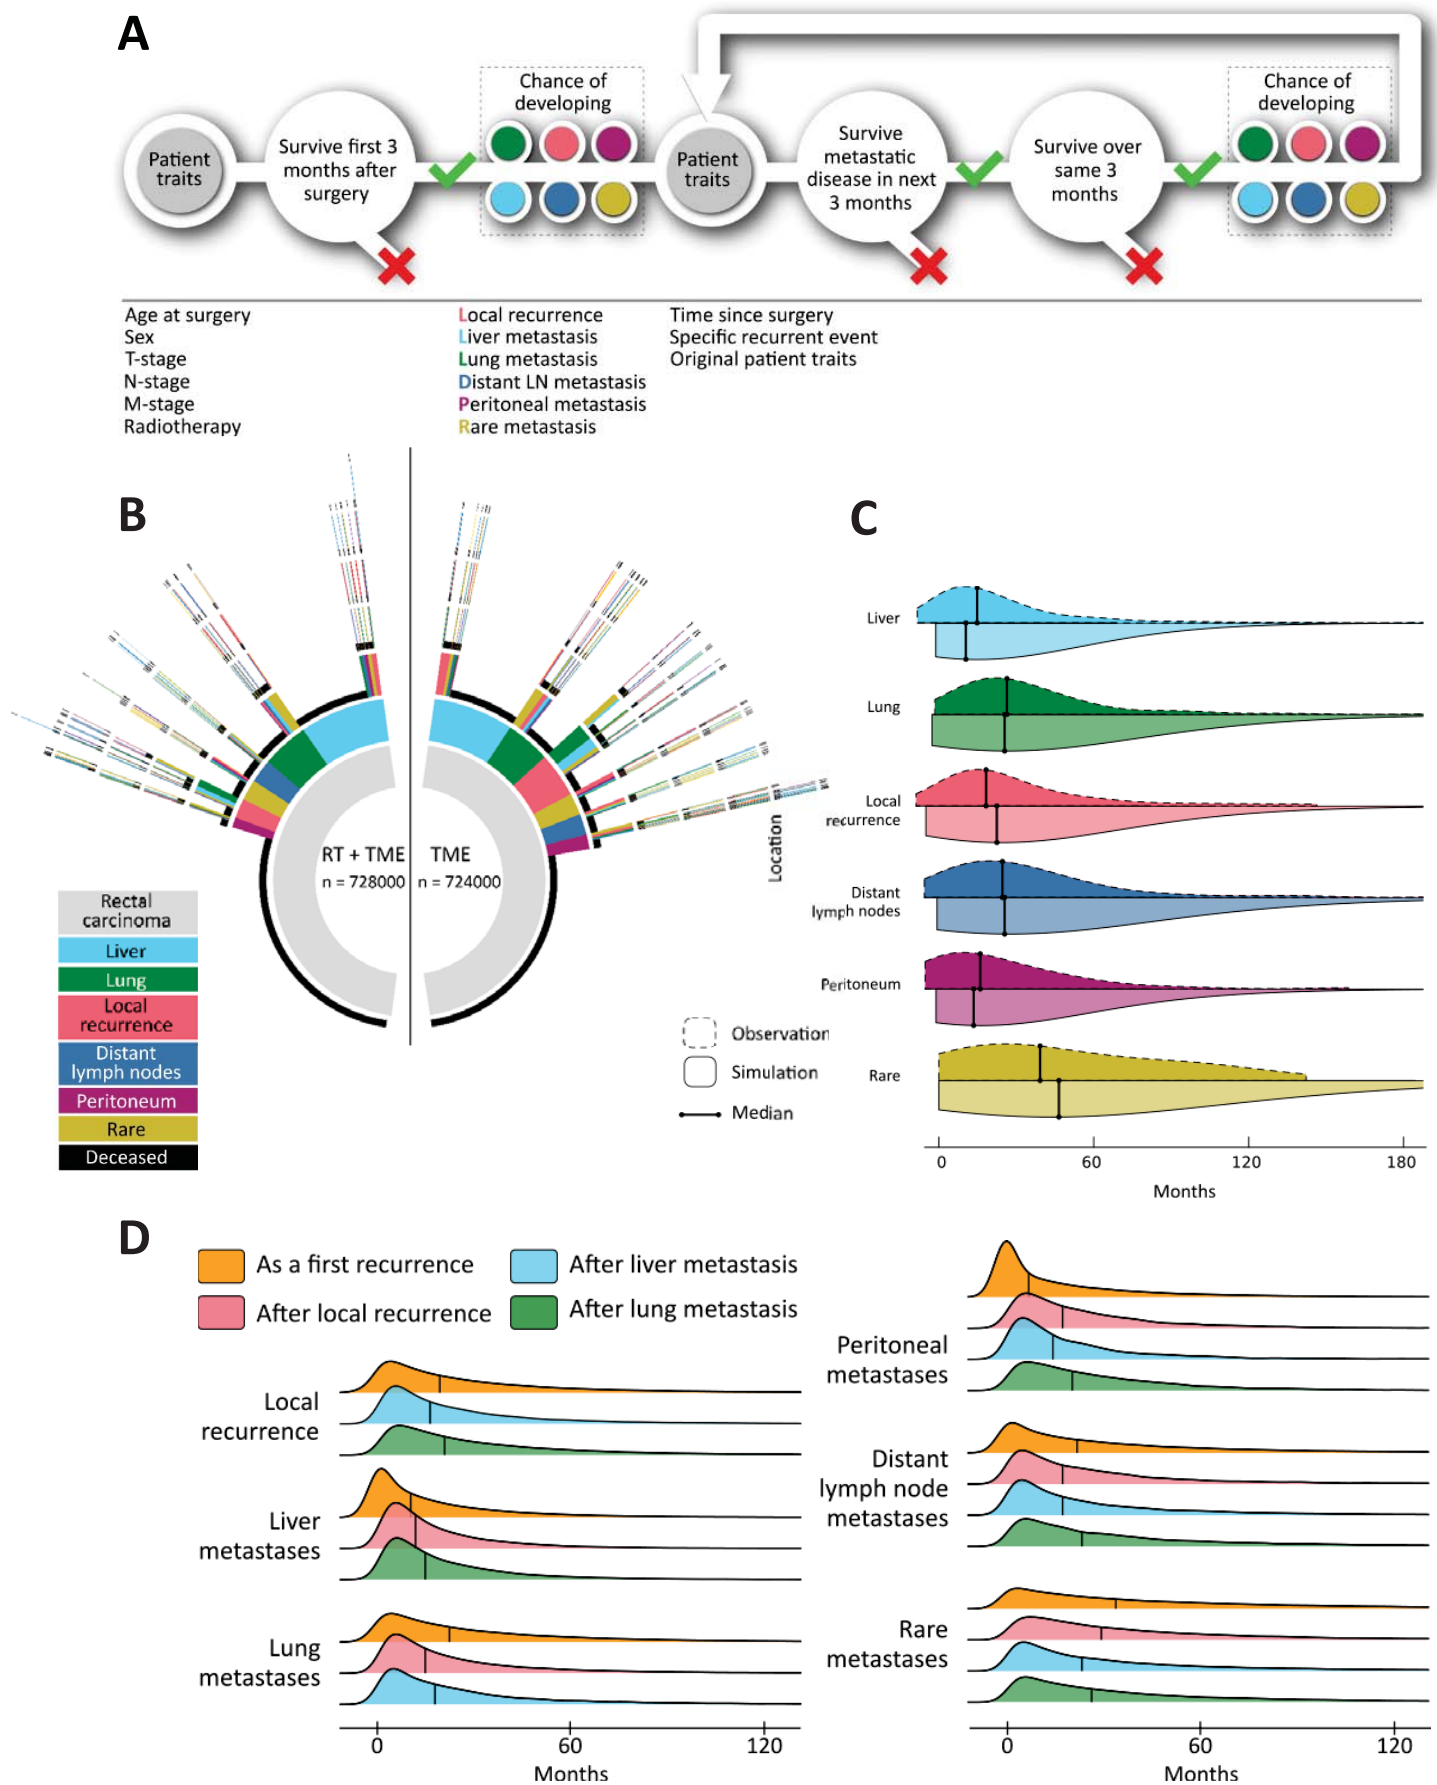 A
Chance of
developing
Chance of
developing
Patient
traits
Survive first 3
months after
surgery
Patient
traits
Survive
metastatic
disease in next
3 months
Survive over
same 3
months
Age at surgery
Sex
T-stage
N-stage
M-stage
Radiotherapy
Local recurrence
Liver metastasis
Lung metastasis
Distant LN metastasis
Peritoneal metastasis
Rare metastasis
Time since surgery
Specific recurrent event
Original patient traits
B
RT + TME
n = 728000
TME
n = 724000
Rectal
carcinoma
Liver
Lung
Local
recurrence
Distant
lymph nodes
Peritoneum
Rare
Deceased
C
Location
Liver
Lung
Local
recurrence
Distant
lymph nodes
Peritoneum
Rare
Observation
Simulation
Median
0 60 120 180
Months
D
As a first recurrence
After liver metastasis
After local recurrence
After lung metastasis
Local
recurrence
Liver
metastases
Lung
metastases
0 60 120
Months
Peritoneal
metastases
Distant
lymph node
metastases
Rare
metastases
0 60 120
Months